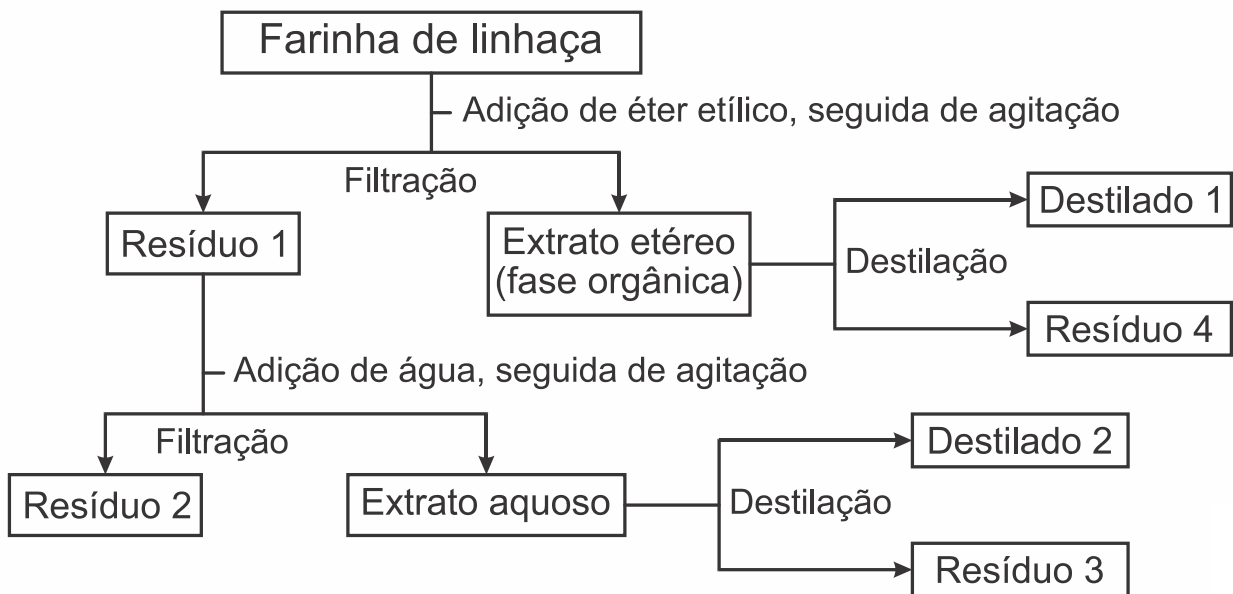 Farinha de linhaça
Adição de éter etílico, seguida de agitação
Filtração
Resíduo 1
Extrato etéreo
(fase orgânica)
Destilado 1
Destilação
Resíduo 4
Adição de água, seguida de agitação
Filtração
Resíduo 2
Extrato aquoso
Destilado 2
Destilação
Resíduo 3